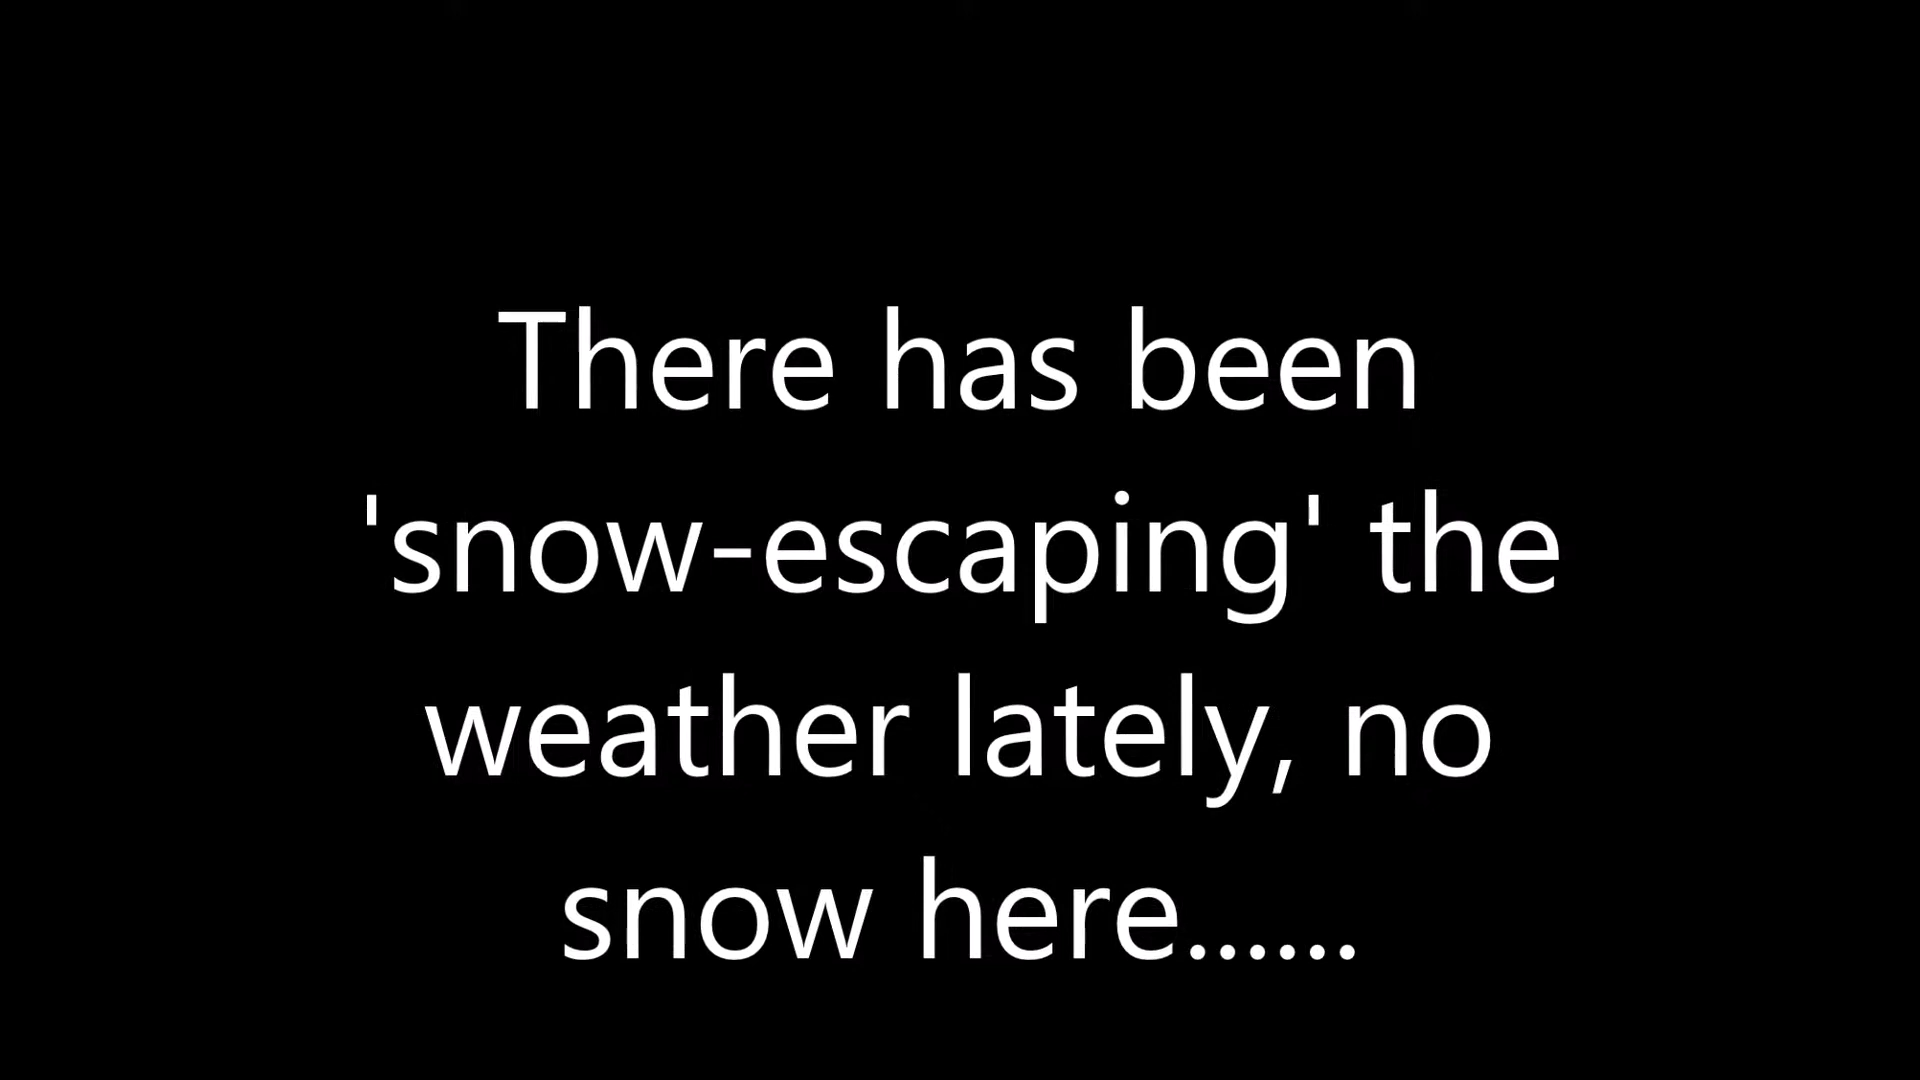 There has been
'snow-escaping' the
weather lately, no
snow here......